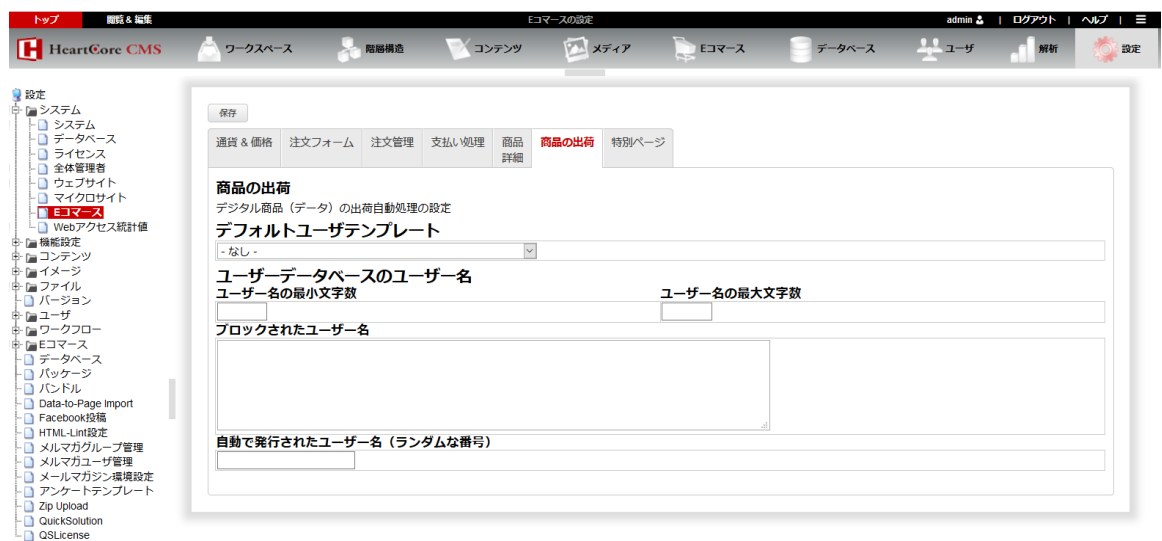 トップ 閲覧 & 編集 Eコマースの設定 admin | ログアウト | ヘルプ |
HeartCore CMS ワークスペース 階層構造 コンテンツ メディア Eコマース データベース ユーザ 解析 設定
設定
システム
システム
データベース
ライセンス
全体管理者
ウェブサイト
マイクロサイト
Eコマース
Webアクセス統計値
機能設定
コンテンツ
イメージ
ファイル
バージョン
ユーザ
ワークフロー
Eコマース
データベース
パッケージ
バンドル
Data-to-Page Import
Facebook投稿
HTML-Lint設定
メルマガグループ管理
メルマガユーザ管理
メールマガジン環境設定
アンケートテンプレート
Zip Upload
QuickSolution
QSLicense
保存
通貨 & 価格 注文フォーム 注文管理 支払い処理 商品詳細 商品の出荷 特別ページ
商品の出荷
デジタル商品（データ）の出荷自動処理の設定
デフォルトユーザテンプレート
- なし -
ユーザーデータベースのユーザー名
ユーザー名の最小文字数 ユーザー名の最大文字数
ブロックされたユーザー名
自動で発行されたユーザー名（ランダムな番号）